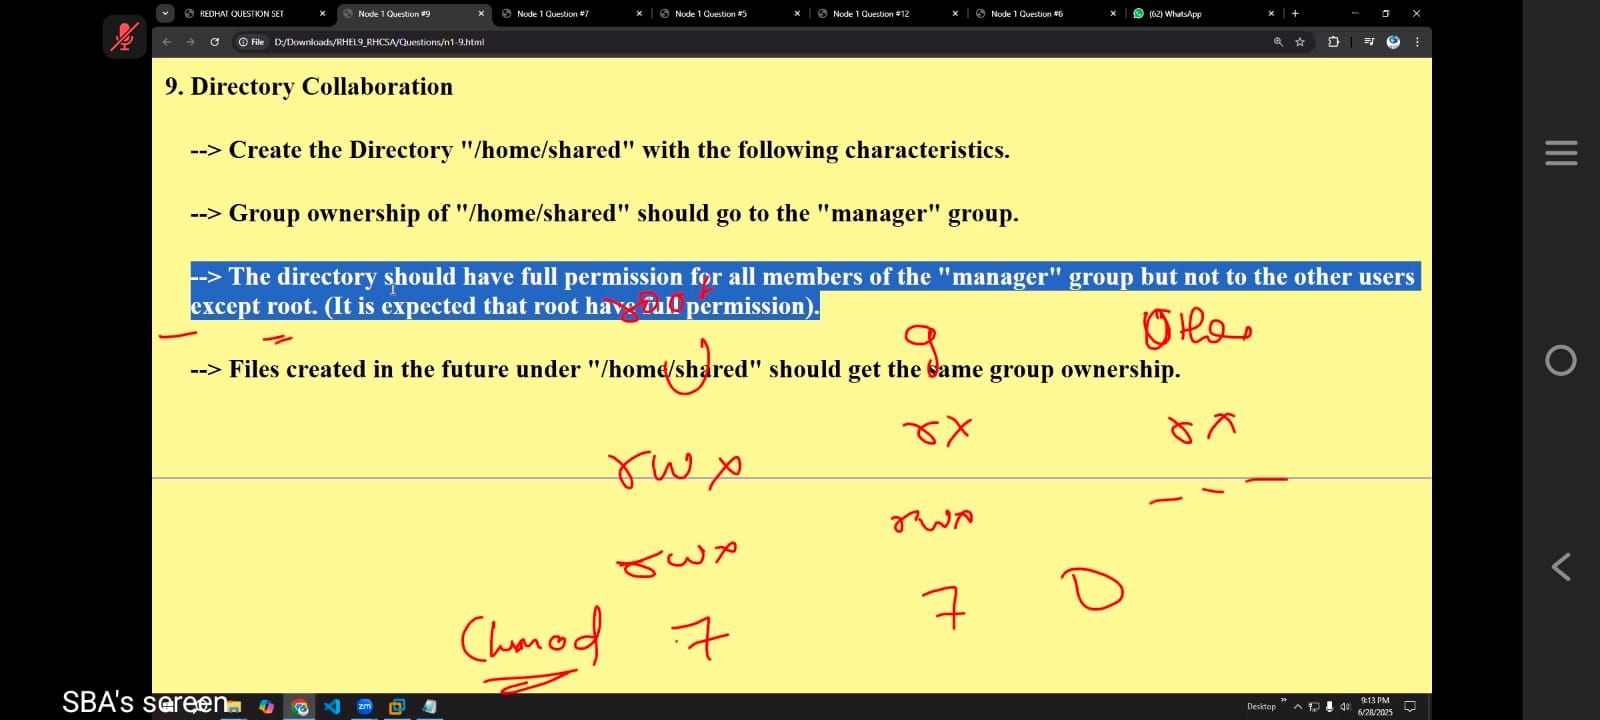 REDHAT QUESTION SET
Node 1 Question #9
Node 1 Question #7
Node 1 Question #5
Node 1 Question #12
Node 1 Question #6
(62) WhatsApp
File D:/Downloads/RHEL9_RHCSA/Questions/n1-9.html
9. Directory Collaboration
--> Create the Directory "/home/shared" with the following characteristics.
--> Group ownership of "/home/shared" should go to the "manager" group.
--> The directory should have full permission for all members of the "manager" group but not to the other users
except root. (It is expected that root have full permission).
root g Other
--> Files created in the future under "/home/shared" should get the same group ownership.
rwx rx rx
rwx rwx ---
Chmod 7 7 0
SBA's screen
zm
Desktop
9:13 PM
6/28/2025